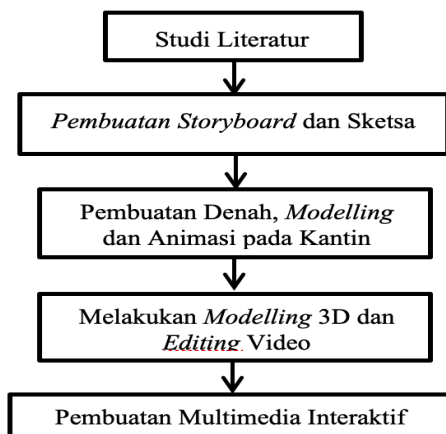 Studi Literatur
Pembuatan Storyboard dan Sketsa
Pembuatan Denah, Modelling
dan Animasi pada Kantin
Melakukan Modelling 3D dan
Editing Video
Pembuatan Multimedia Interaktif